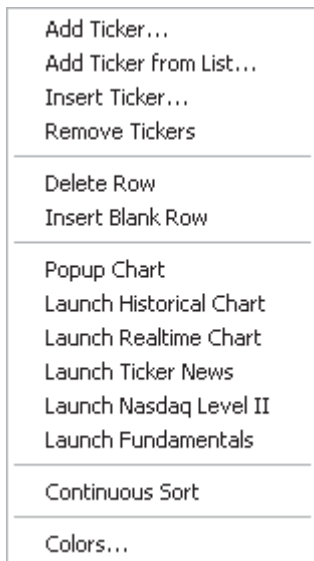 Add Ticker...
Add Ticker from List...
Insert Ticker...
Remove Tickers
Delete Row
Insert Blank Row
Popup Chart
Launch Historical Chart
Launch Realtime Chart
Launch Ticker News
Launch Nasdaq Level II
Launch Fundamentals
Continuous Sort
Colors...